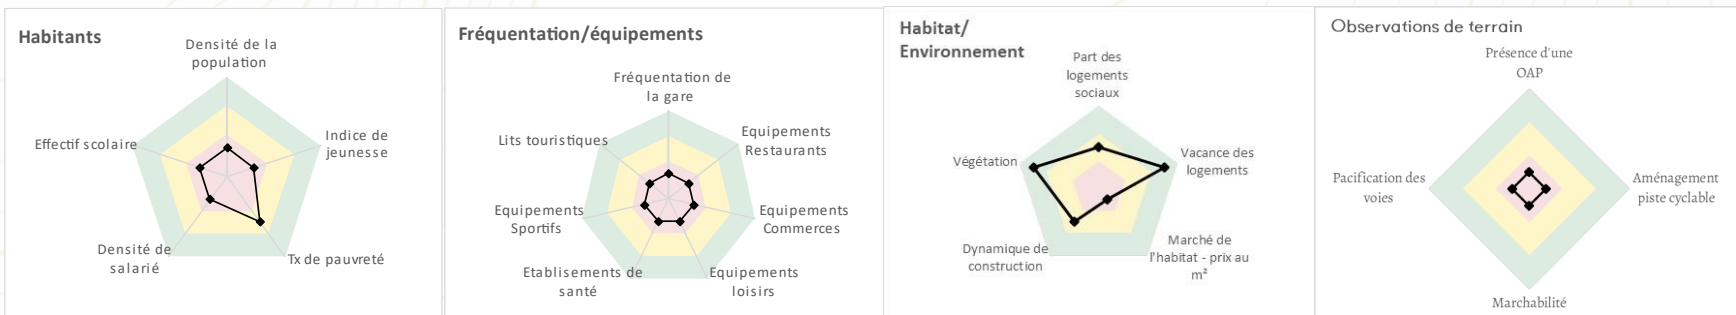 Habitants
Densité de la
population
Indice de
jeunesse
Tx de pauvreté
Densité de
salarié
Effectif scolaire
Fréquentation/équipements
Fréquentation de
la gare
Equipements
Restaurants
Equipements
Commerces
Equipements
loisirs
Etablisements de
santé
Equipements
Sportifs
Lits touristiques
Habitat/
Environnement
Part des
logements
sociaux
Vacance des
logements
Marché de
l'habitat - prix au
m²
Dynamique de
construction
Végétation
Observations de terrain
Présence d'une
OAP
Aménagement
piste cyclable
Marchabilité
Pacification des
voies